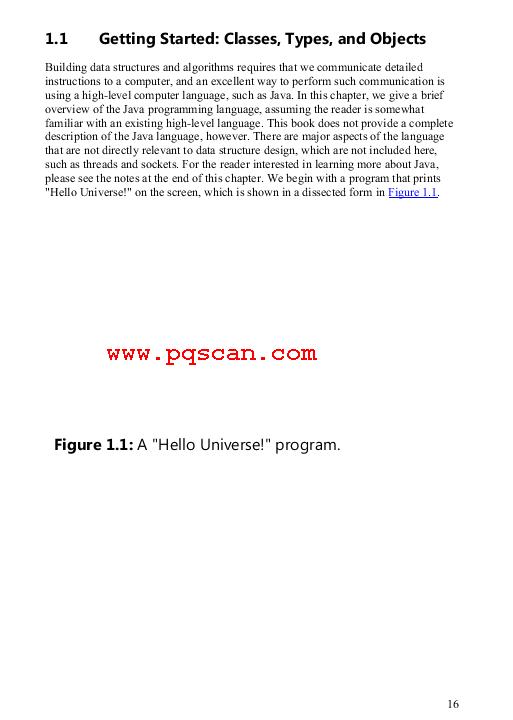 1.1 Getting Started: Classes, Types, and Objects
Building data structures and algorithms requires that we communicate detailed
instructions to a computer, and an excellent way to perform such communication is
using a high-level computer language, such as Java. In this chapter, we give a brief
overview of the Java programming language, assuming the reader is somewhat
familiar with an existing high-level language. This book does not provide a complete
description of the Java language, however. There are major aspects of the language
that are not directly relevant to data structure design, which are not included here,
such as threads and sockets. For the reader interested in learning more about Java,
please see the notes at the end of this chapter. We begin with a program that prints
"Hello Universe!" on the screen, which is shown in a dissected form in Figure 1.1.
www.pqscan.com
Figure 1.1: A "Hello Universe!" program.
16